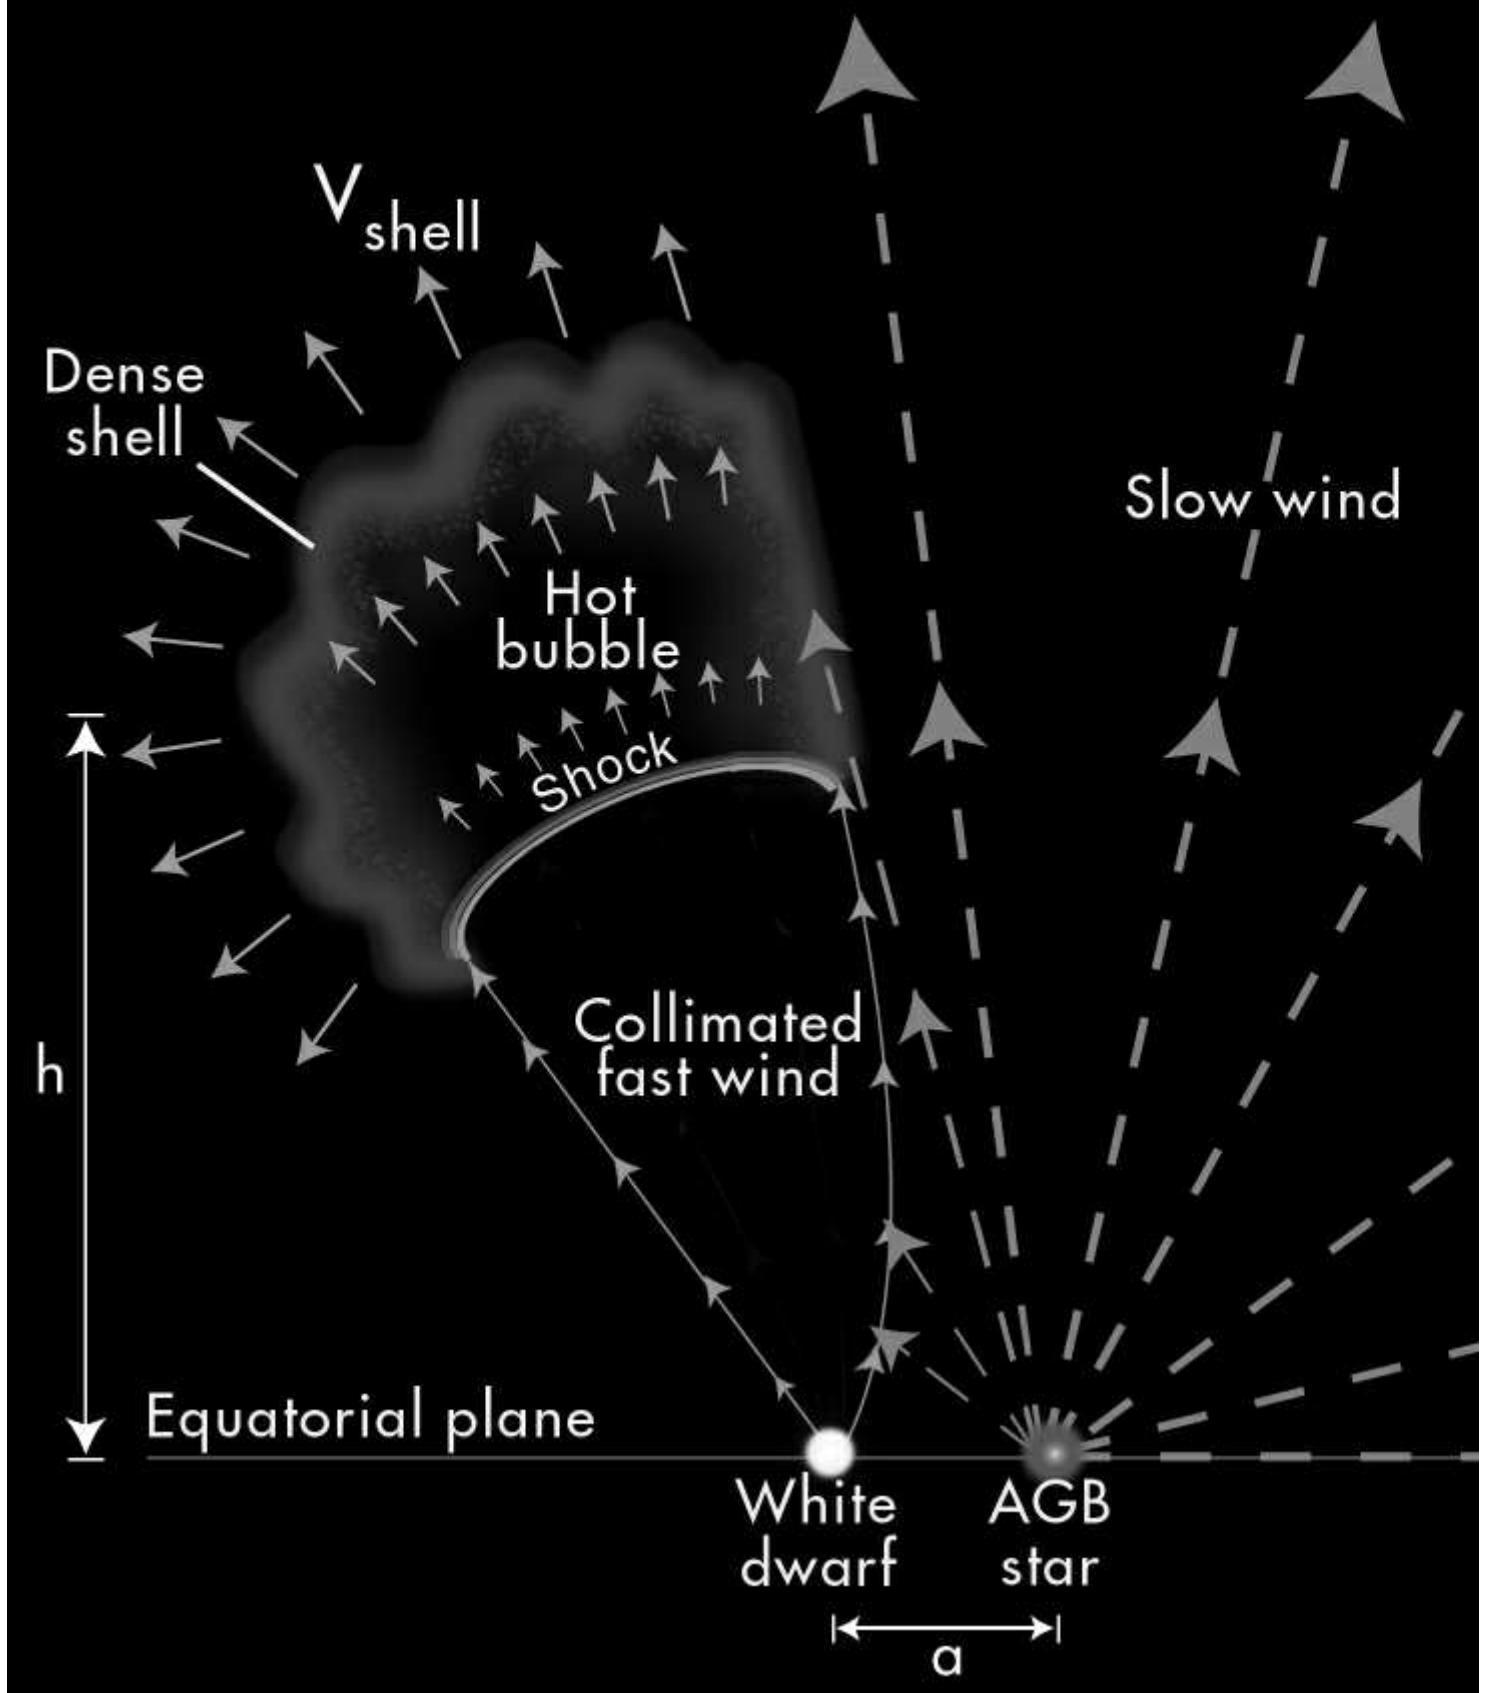 V shell
Dense
shell
Slow wind
Hot
bubble
Shock
Collimated
fast wind
h
Equatorial plane
White
dwarf
AGB
star
a